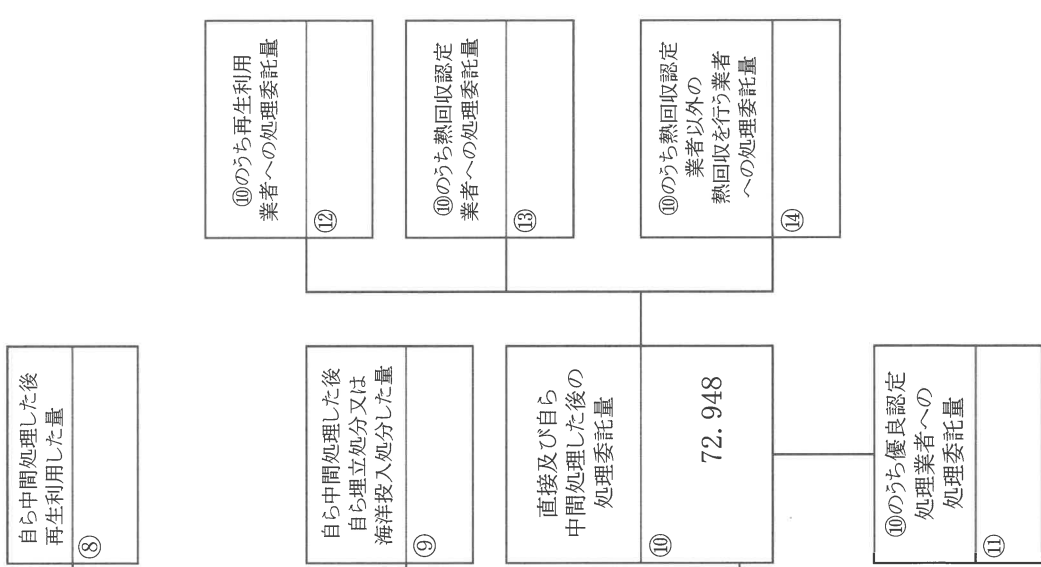 自ら中間処理した後
再生利用した量
⑧
自ら中間処理した後
自ら埋立処分又は
海洋投入処分した量
⑨
直接及び自ら
中間処理した後の
処理委託量
⑩
72.948
⑩のうち優良認定
処理業者への
処理委託量
⑪
⑩のうち再生利用
業者への処理委託量
⑫
⑩のうち熱回収認定
業者への処理委託量
⑬
⑩のうち熱回収認定
業者以外の
熱回収を行う業者
への処理委託量
⑭